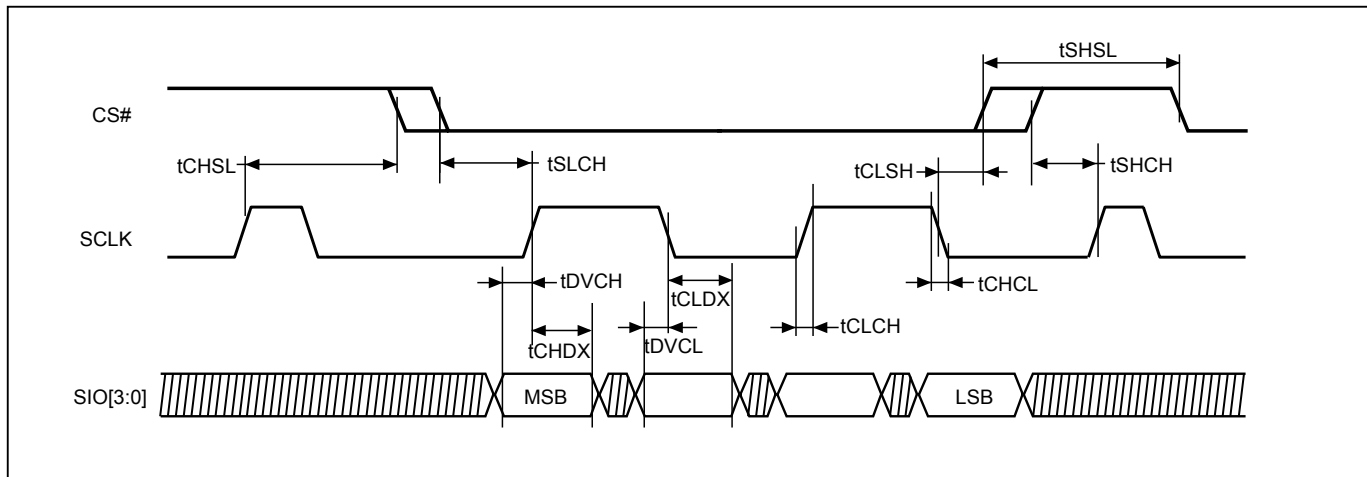 tSHSL
CS#
tCHSL
tSLCH
tCLSH
tSHCH
SCLK
tDVCH
tCLDX
tCHCL
tCLCH
tCHDX
tDVCL
SIO[3:0]
MSB
LSB